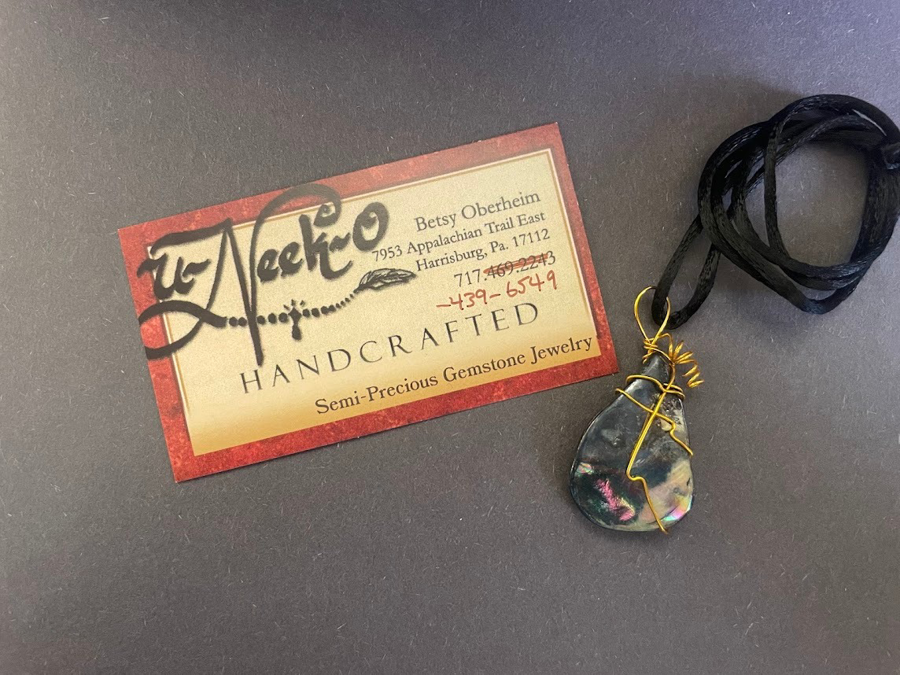 u-Neek-O
Betsy Oberheim
7953 Appalachian Trail East
Harrisburg, Pa. 17112
717.469.2243
-439-6549
HANDCRAFTED
Semi-Precious Gemstone Jewelry